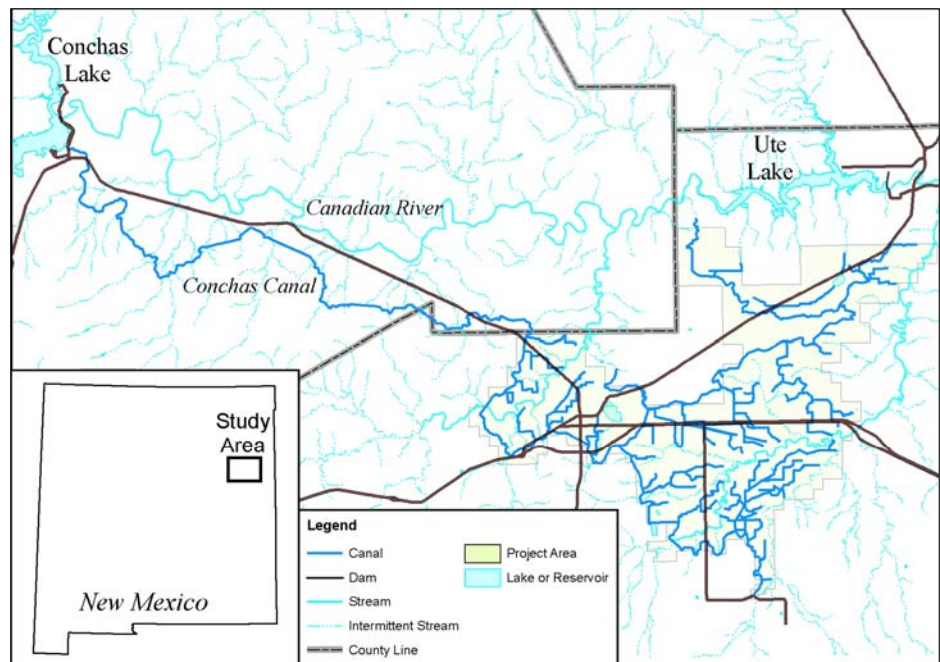 Conchas
Lake
Ute
Lake
Canadian River
Conchas Canal
Study
Area
New Mexico
Legend
Canal
Dam
Stream
Intermittent Stream
County Line
Project Area
Lake or Reservoir